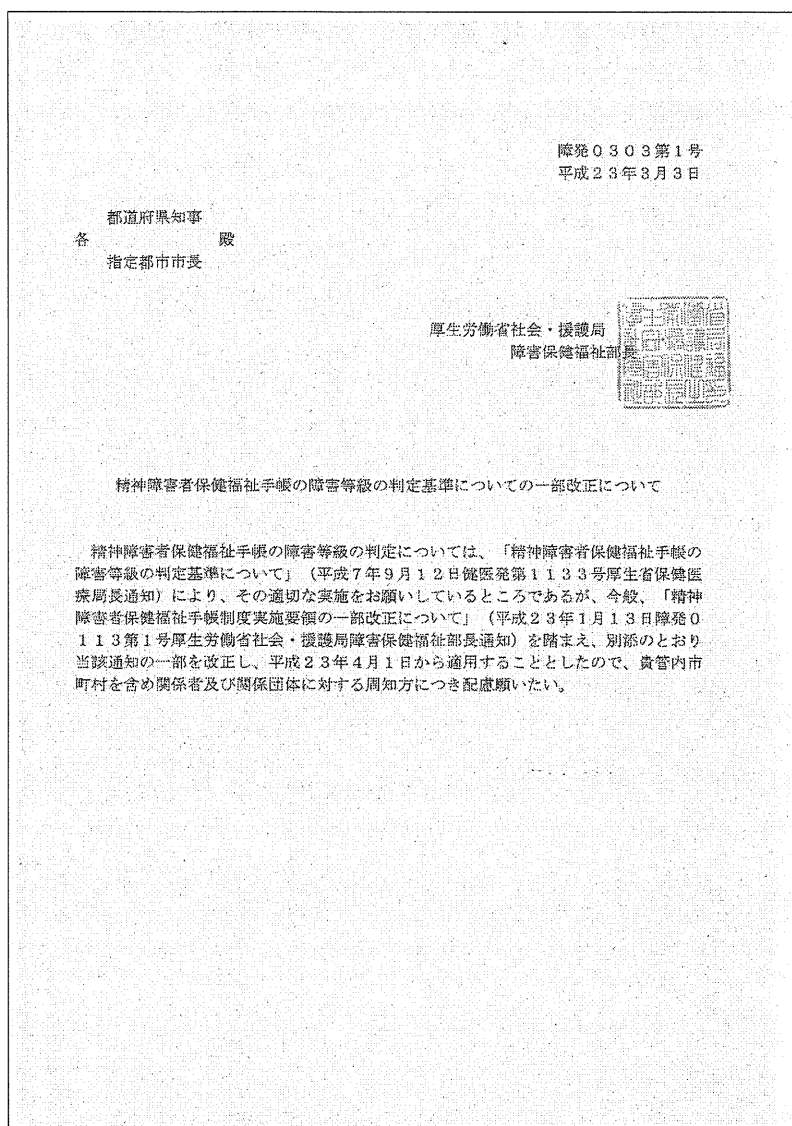 障発0303第1号
平成23年3月3日
都道府県知事
各 殿
指定都市市長
厚生労働省社会・援護局
障害保健福祉部長
精神障害者保健福祉手帳の障害等級の判定基準についての一部改正について
精神障害者保健福祉手帳の障害等級の判定については、「精神障害者保健福祉手帳の
障害等級の判定基準について」（平成7年9月12日健医発第1133号厚生省保健医
療局長通知）により、その適切な実施をお願いしているところであるが、今般、「精神
障害者保健福祉手帳制度実施要領の一部改正について」（平成23年1月13日障発0
113第1号厚生労働省社会・援護局障害保健福祉部長通知）を踏まえ、別添のとおり
当該通知の一部を改正し、平成23年4月1日から適用することとしたので、貴管内市
町村を含め関係者及び関係団体に対する周知方につき配慮願いたい。